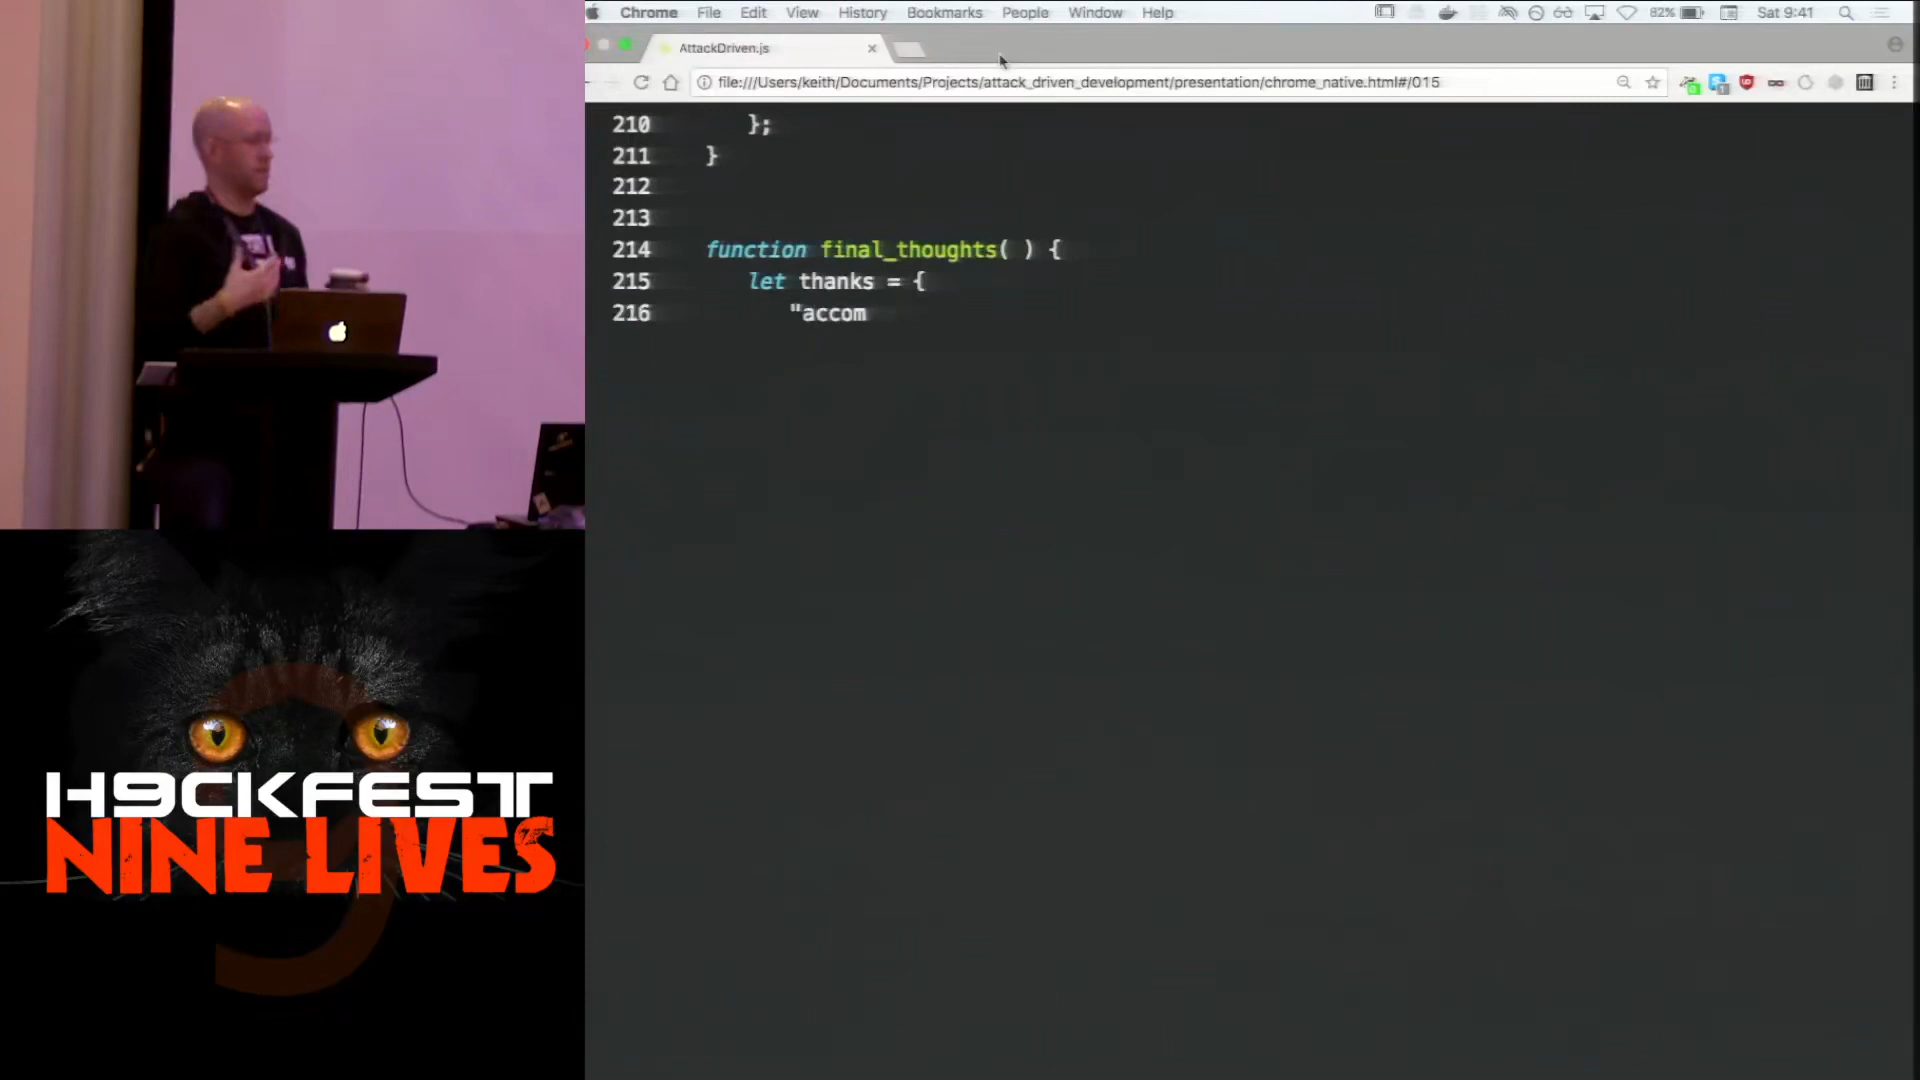 Chrome File Edit View History Bookmarks People Window Help 82% Sat 9:41
AttackDriven.js
file:///Users/keith/Documents/Projects/attack_driven_development/presentation/chrome_native.html#/015
210 };
211 }
212
213
214 function final_thoughts( ) {
215 let thanks = {
216 "accom
H9CKFEST
NINE LIVES
9